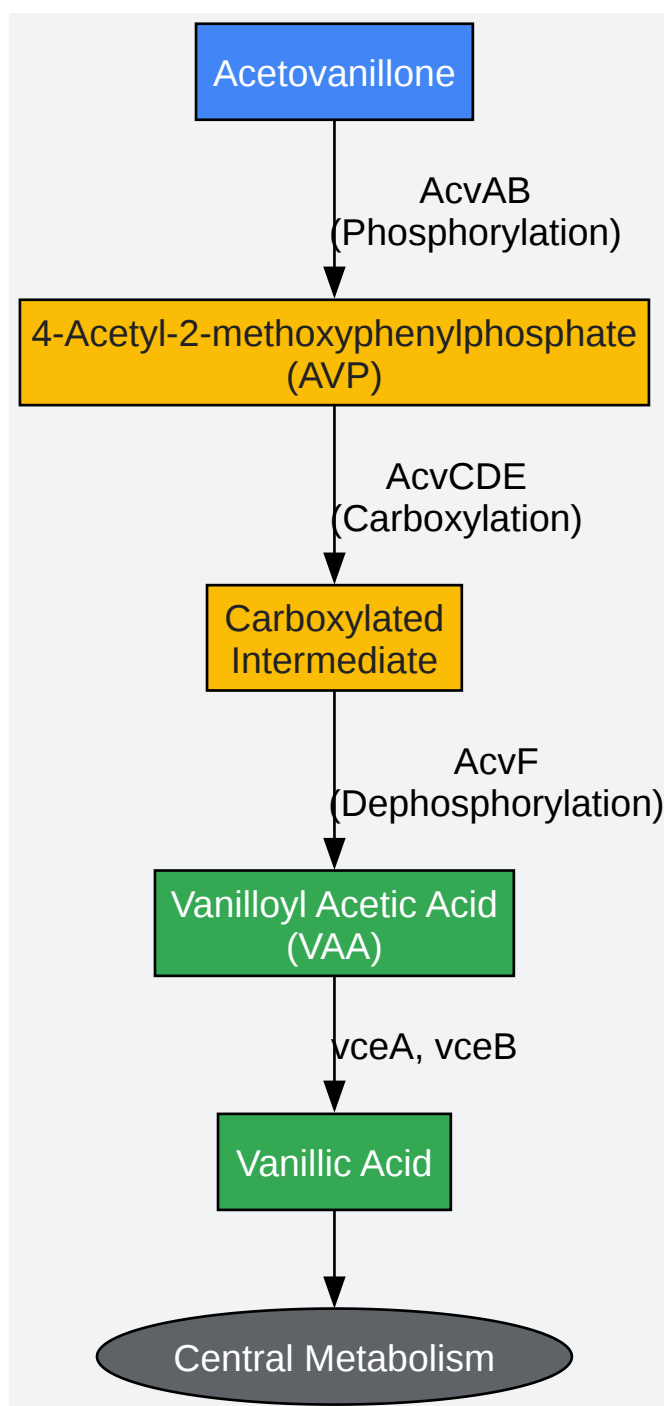 Acetovanillone
AcvAB
(Phosphorylation)
4-Acetyl-2-methoxyphenylphosphate
(AVP)
AcvCDE
(Carboxylation)
Carboxylated
Intermediate
AcvF
(Dephosphorylation)
Vanilloyl Acetic Acid
(VAA)
vceA, vceB
Vanillic Acid
Central Metabolism